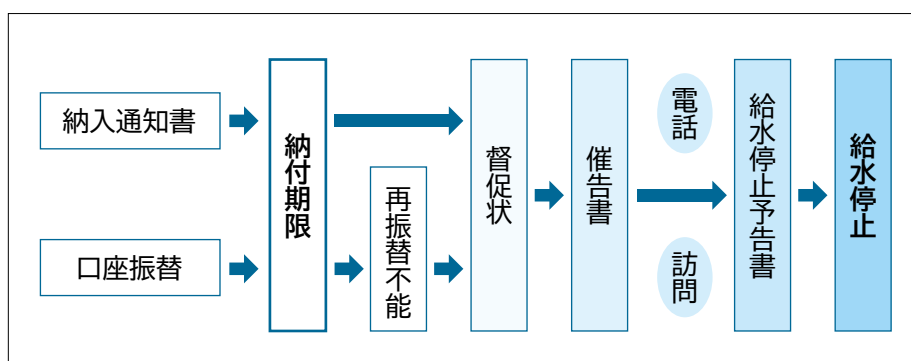 納入通知書
口座振替
納付期限
再振替不能
督促状
催告書
電話
訪問
給水停止予告書
給水停止